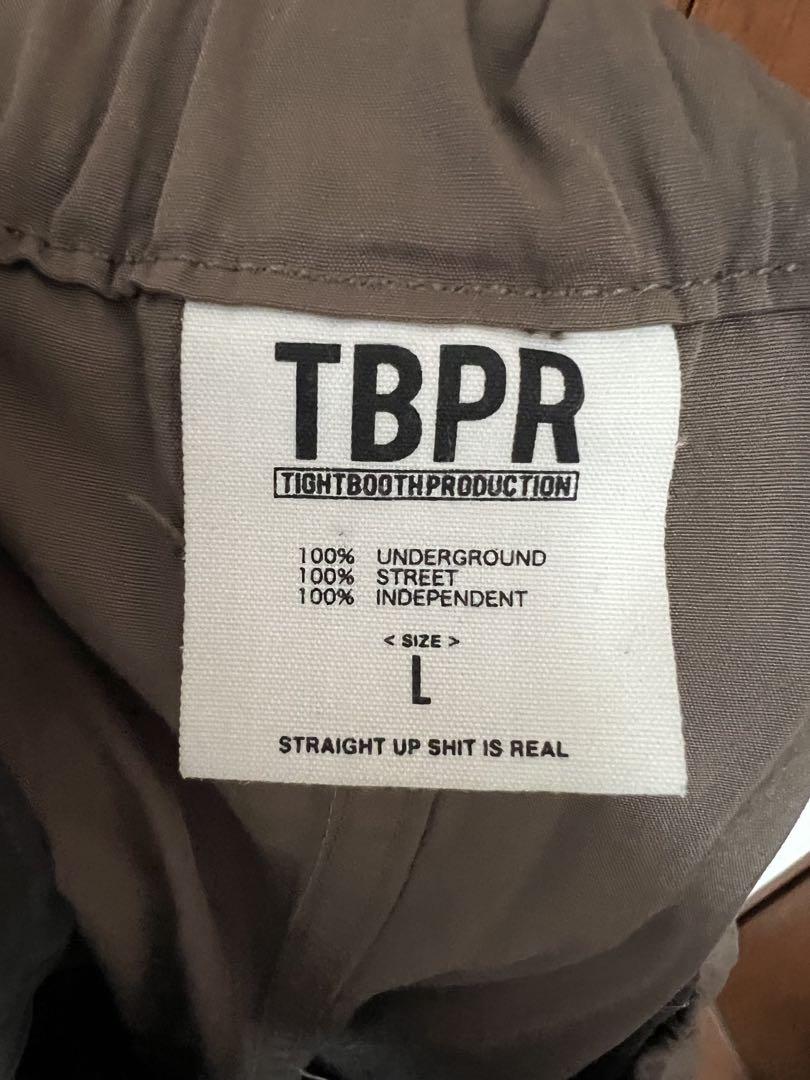 TBPR
TIGHTBOOTHPRODUCTION
100% UNDERGROUND
100% STREET
100% INDEPENDENT
< SIZE >
L
STRAIGHT UP SHIT IS REAL